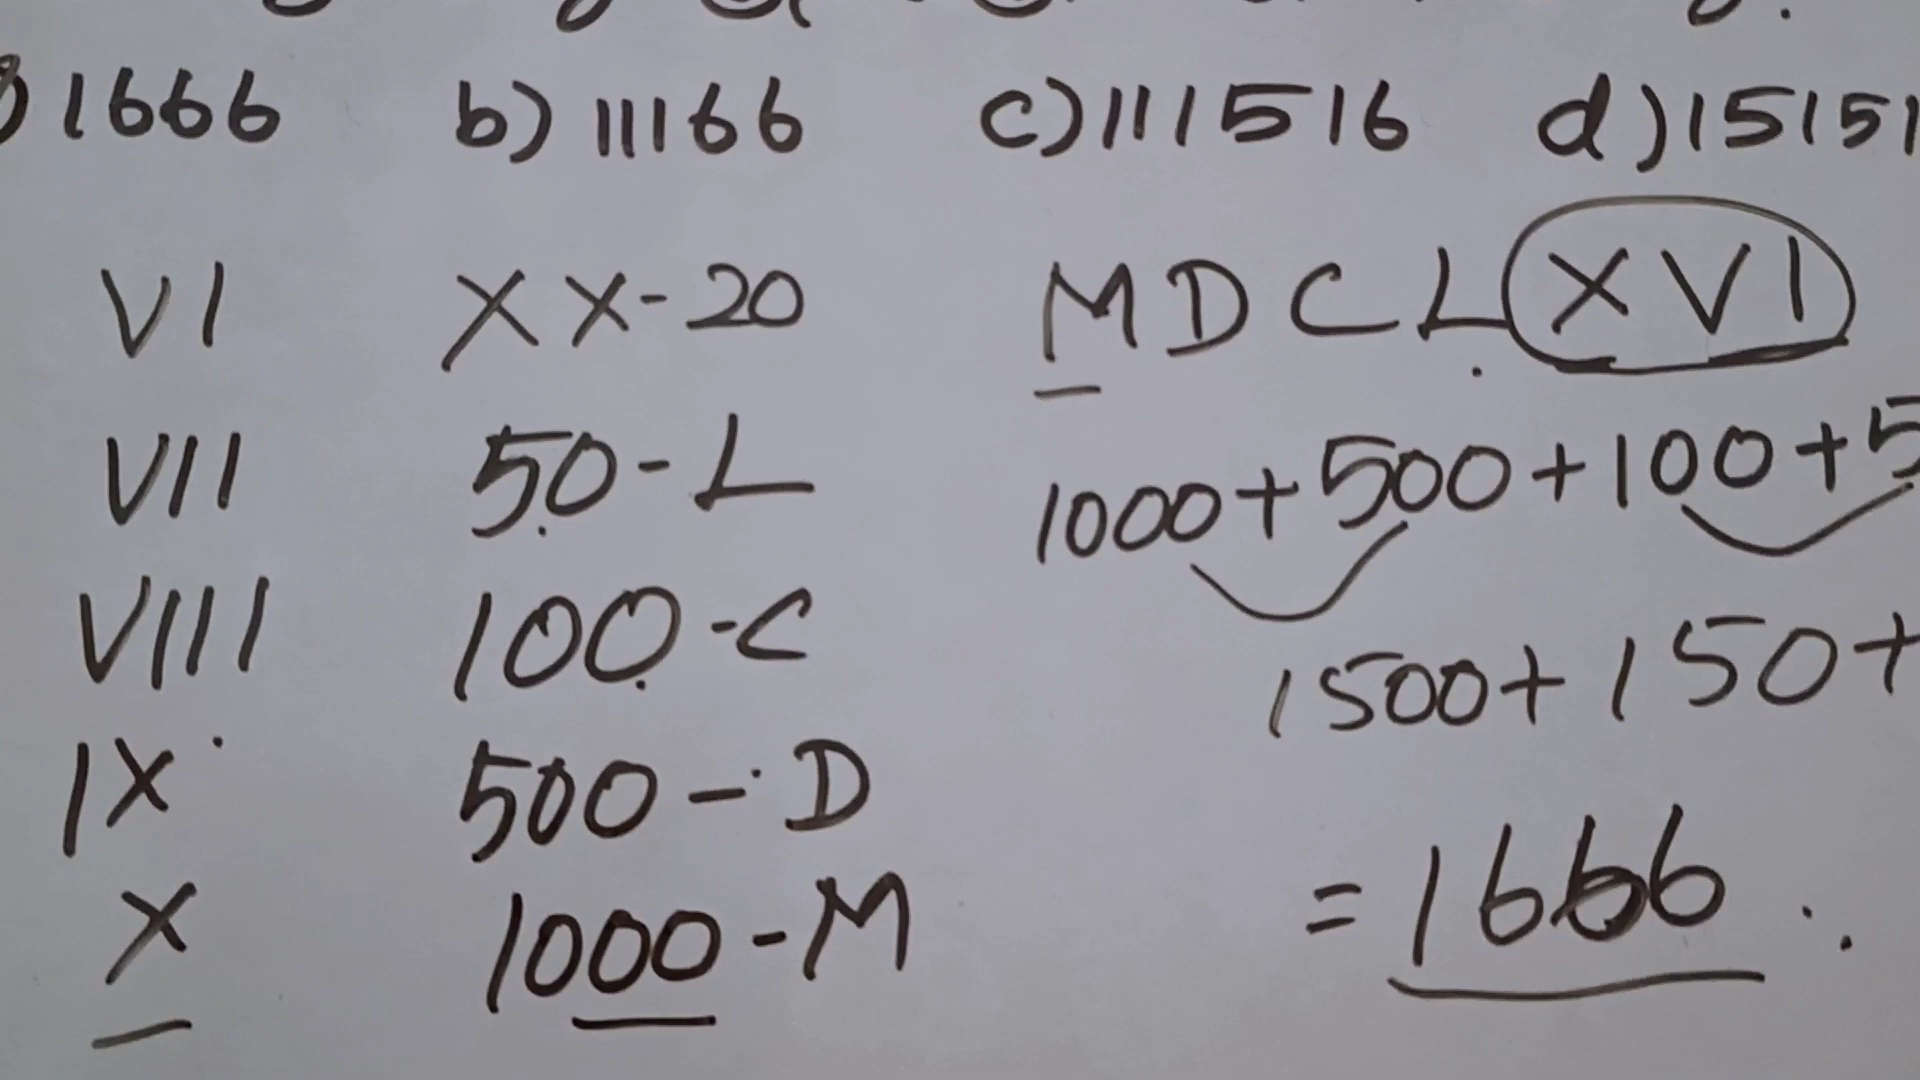 ) 1666 b) 11166 c) 111516 d) 15151
VI XX-20 MDCLXVI
VII 50-L 1000+500+100+5
VIII 100-C 1500+150+
IX 500-D
X 1000-M =1666